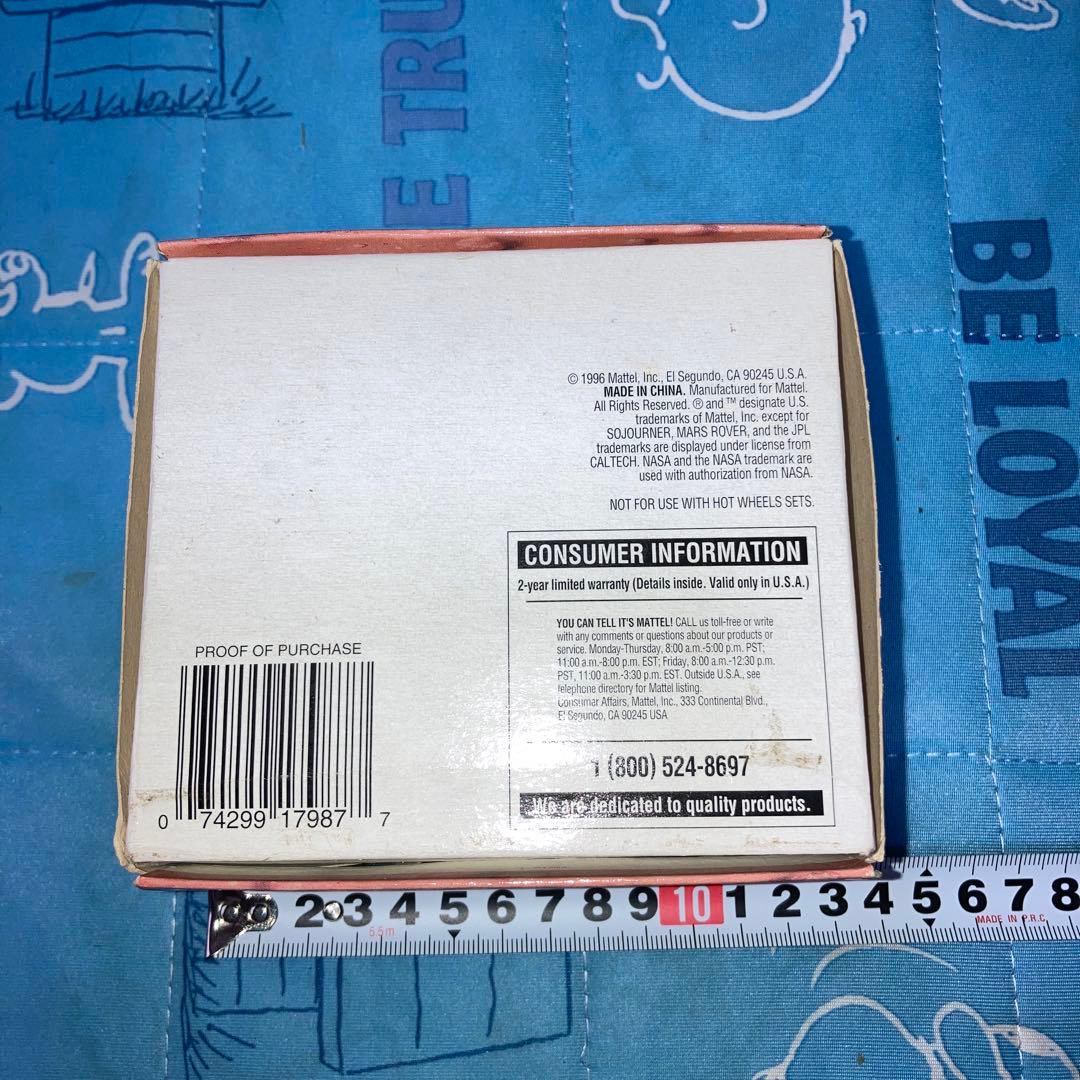 BE TRU
BE LOYAL
© 1996 Mattel, Inc., El Segundo, CA 90245 U.S.A.
MADE IN CHINA. Manufactured for Mattel.
All Rights Reserved. ® and ™ designate U.S.
trademarks of Mattel, Inc. except for
SOJOURNER, MARS ROVER, and the JPL
trademarks are displayed under license from
CALTECH. NASA and the NASA trademark are
used with authorization from NASA.
NOT FOR USE WITH HOT WHEELS SETS.
CONSUMER INFORMATION
2-year limited warranty (Details inside. Valid only in U.S.A.)
YOU CAN TELL IT'S MATTEL! CALL us toll-free or write
with any comments or questions about our products or
service. Monday-Thursday, 8:00 a.m.-5:00 p.m. PST;
11:00 a.m.-8:00 p.m. EST; Friday, 8:00 a.m.-12:30 p.m.
PST, 11:00 a.m.-3:30 p.m. EST. Outside U.S.A., see
telephone directory for Mattel listing.
Consumer Affairs, Mattel, Inc., 333 Continental Blvd.,
El Segundo, CA 90245 USA
1 (800) 524-8697
We are dedicated to quality products.
PROOF OF PURCHASE
0 74299 17987 7
2 3 4 5 6 7 8 9 10 1 2 3 4 5 6 7 8
5.5m
MADE IN P.R.C.